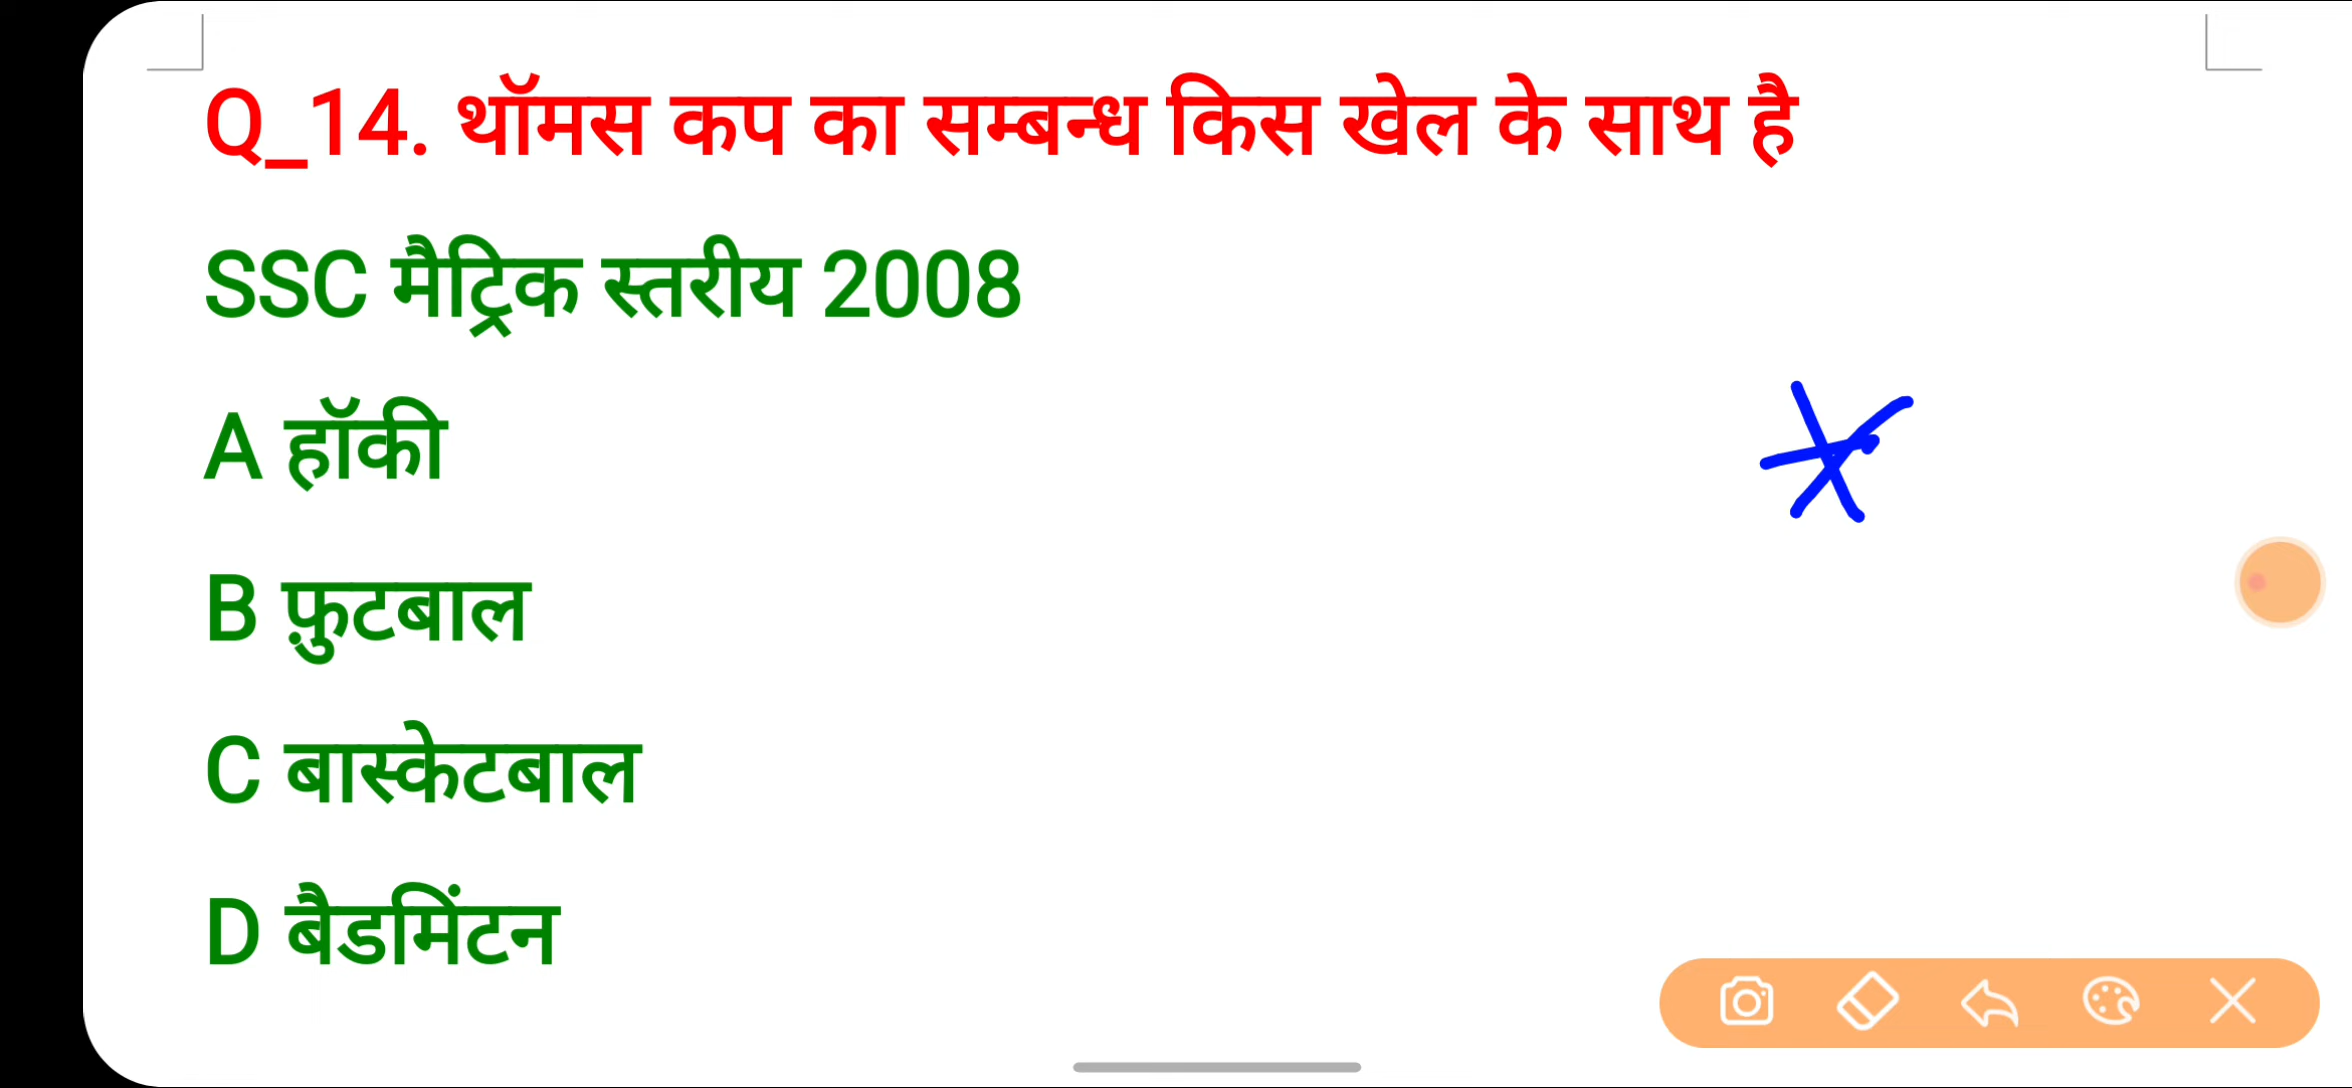 Q_14. थॉमस कप का सम्बन्ध किस खेल के साथ है
SSC मैट्रिक स्तरीय 2008
A हॉकी
B फ़ुटबाल
C बास्केटबाल
D बैडमिंटन